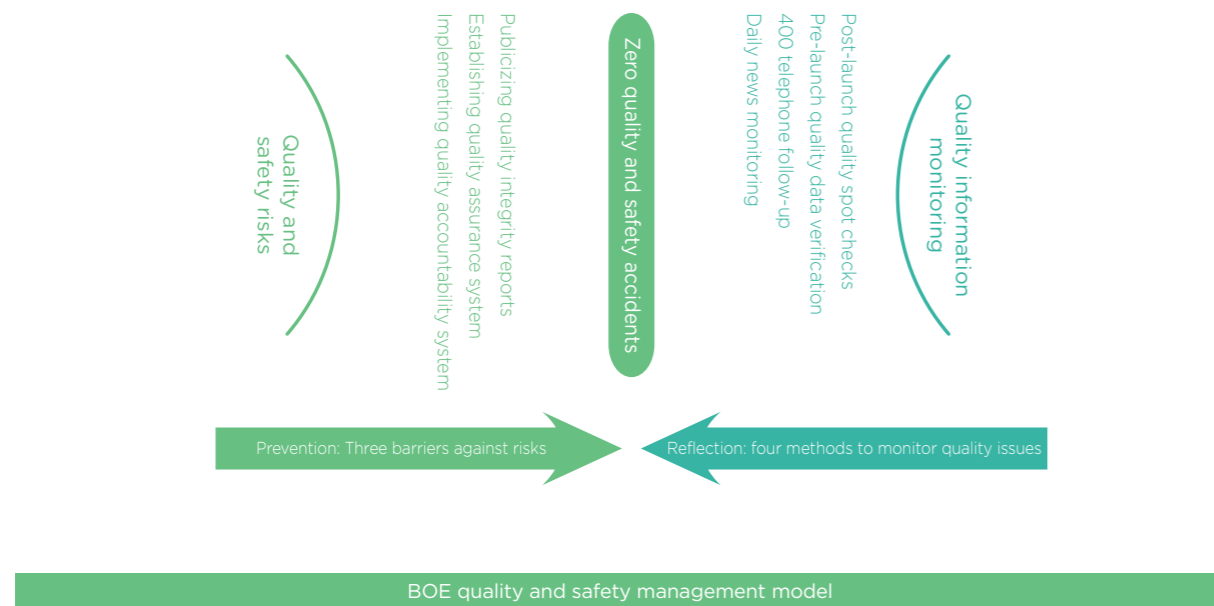 Quality and
safety risks
Implementing quality accountability system
Establishing quality assurance system
Publicizing quality integrity reports
Zero quality and safety accidents
Daily news monitoring
400 telephone follow-up
Pre-launch quality data verification
Post-launch quality spot checks
Quality information
monitoring
Prevention: Three barriers against risks
Reflection: four methods to monitor quality issues
BOE quality and safety management model